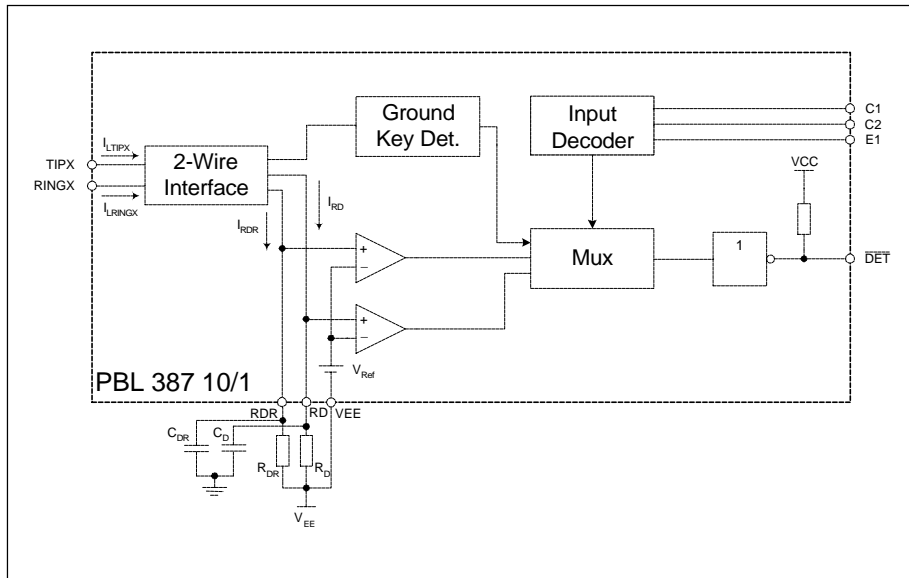 Ground
Key Det.
Input
Decoder
C1
C2
E1
I_LTIPX
TIPX
2-Wire
Interface
RINGX
I_LRINGX
VCC
I_RD
I_RDR
+
−
Mux
1
DET
+
−
V_Ref
PBL 387 10/1
RDR
RD
VEE
C_DR
C_D
R_DR
R_D
V_EE